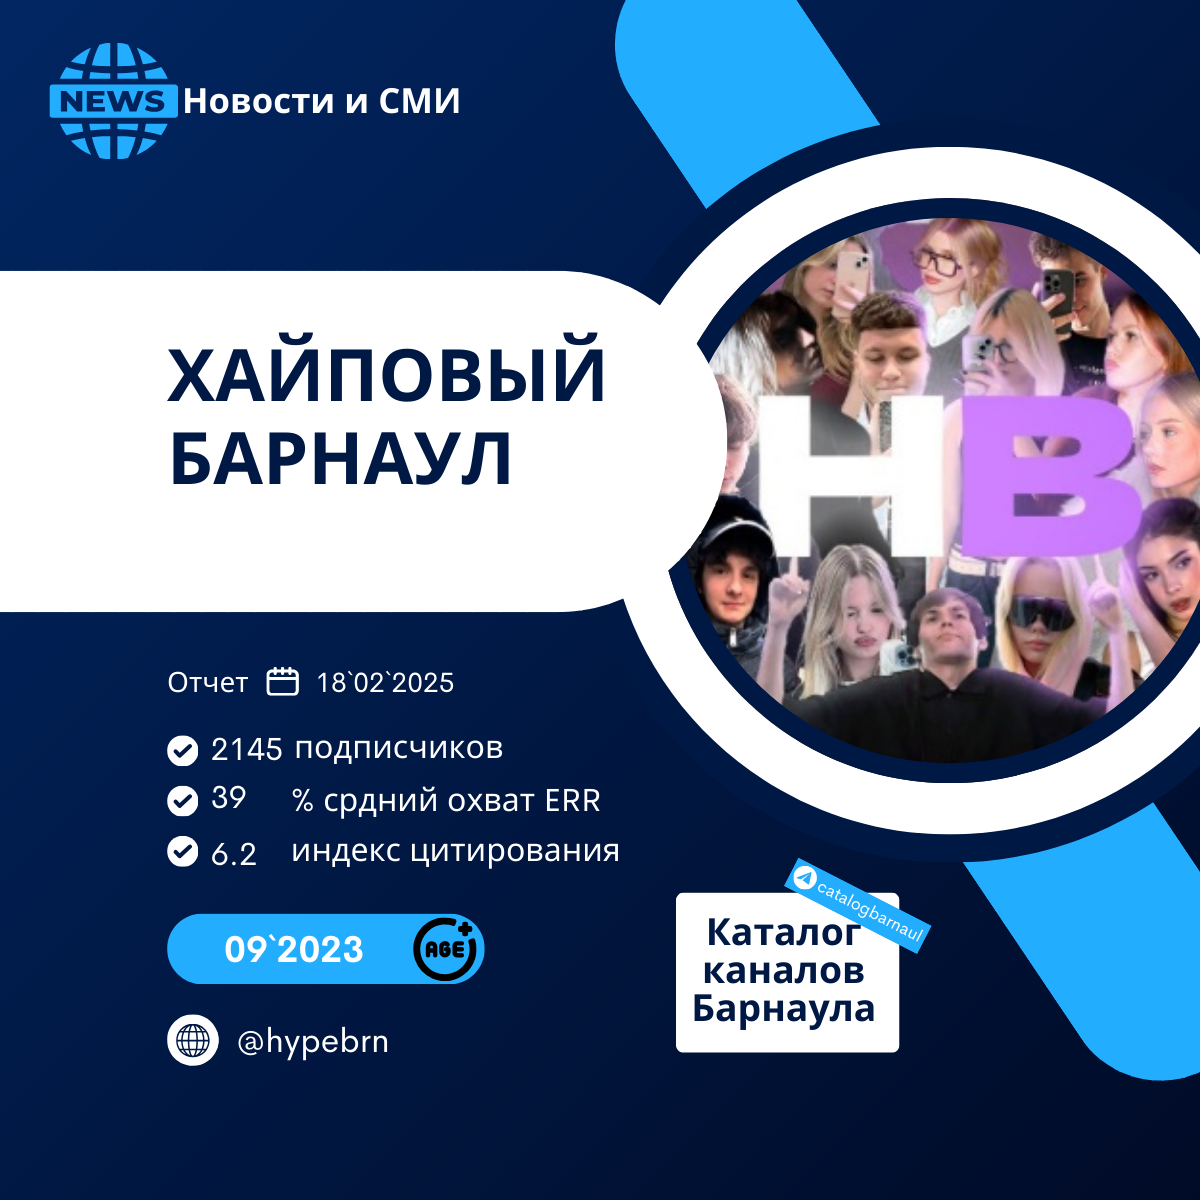 NEWS Новости и СМИ
ХАЙПОВЫЙ
БАРНАУЛ
HB
Отчет 18`02`2025
2145 подписчиков
39 % срдний охват ERR
6.2 индекс цитирования
09`2023 AGE+
@hypebrn
catalogbarnaul
Каталог
каналов
Барнаула